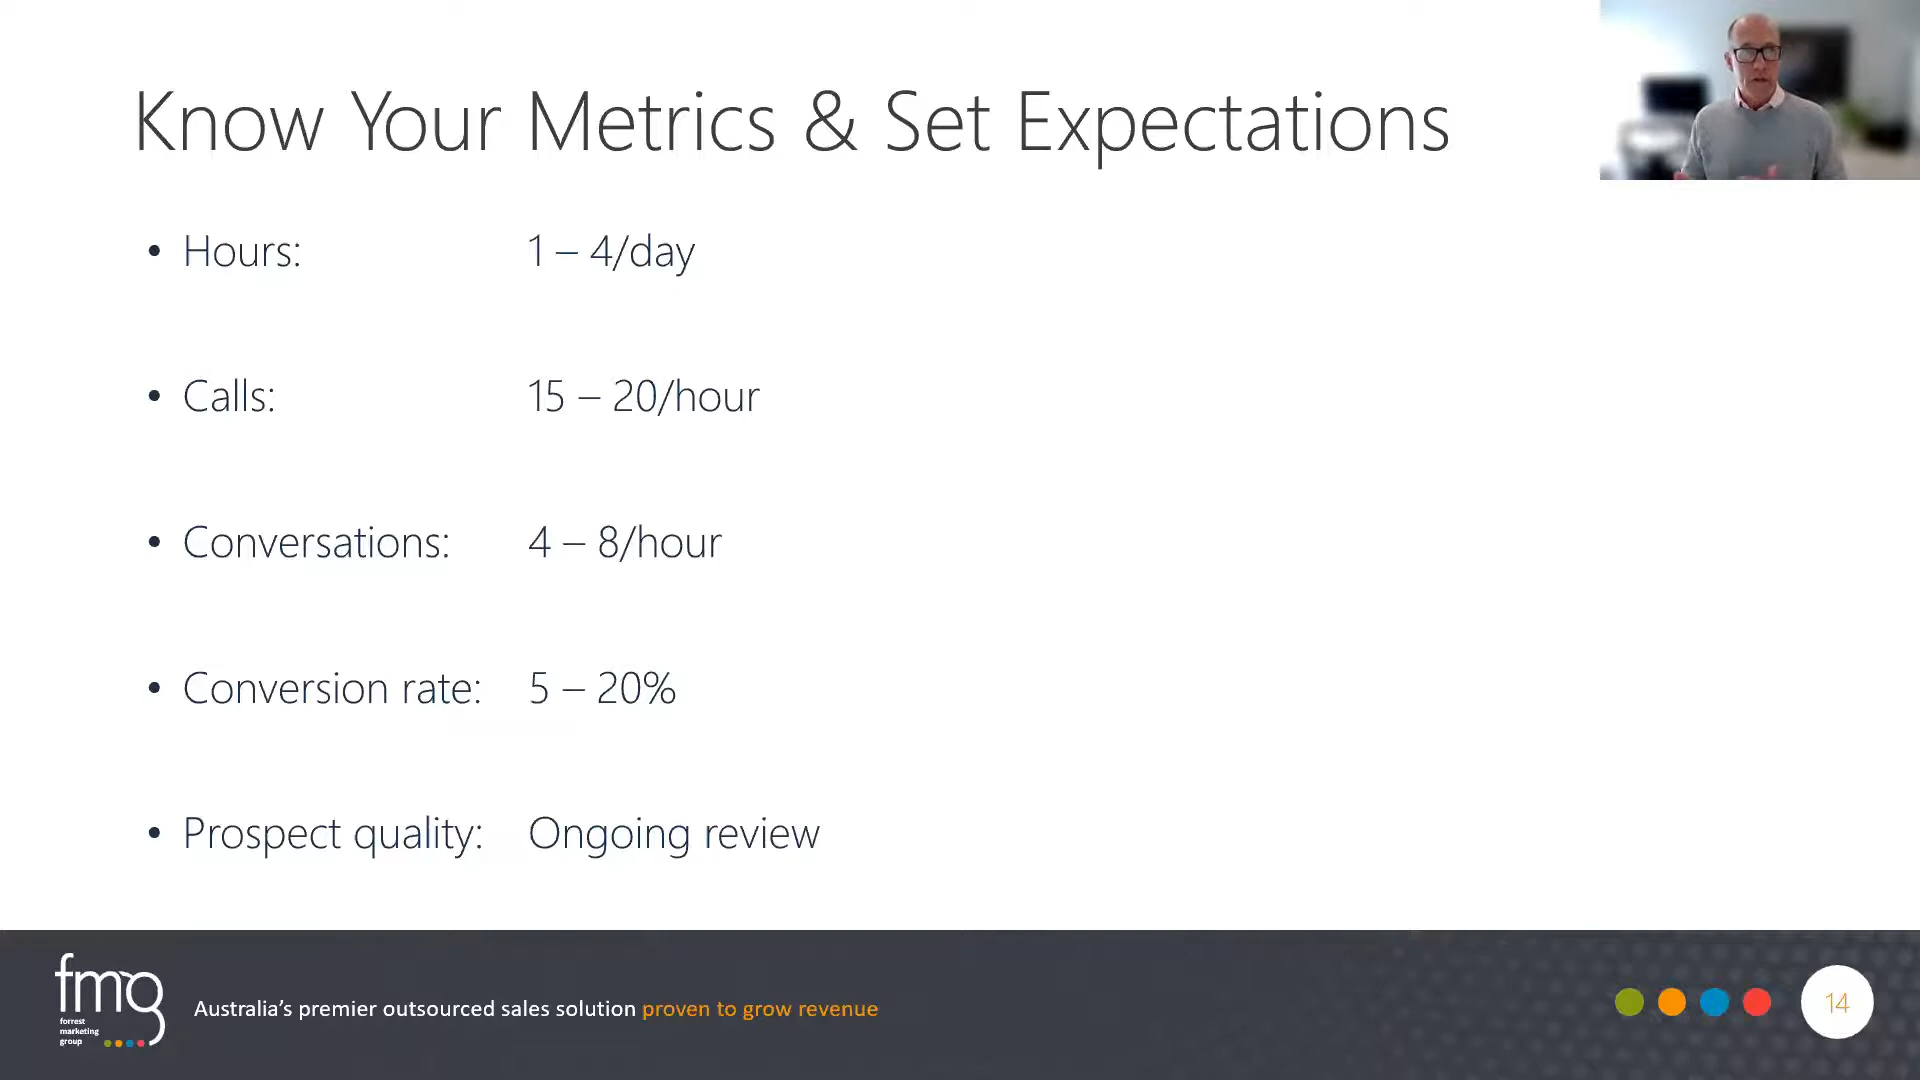 Know Your Metrics & Set Expectations
• Hours: 1 – 4/day
• Calls: 15 – 20/hour
• Conversations: 4 – 8/hour
• Conversion rate: 5 – 20%
• Prospect quality: Ongoing review
fmg
forrest
marketing
group
Australia's premier outsourced sales solution proven to grow revenue
14